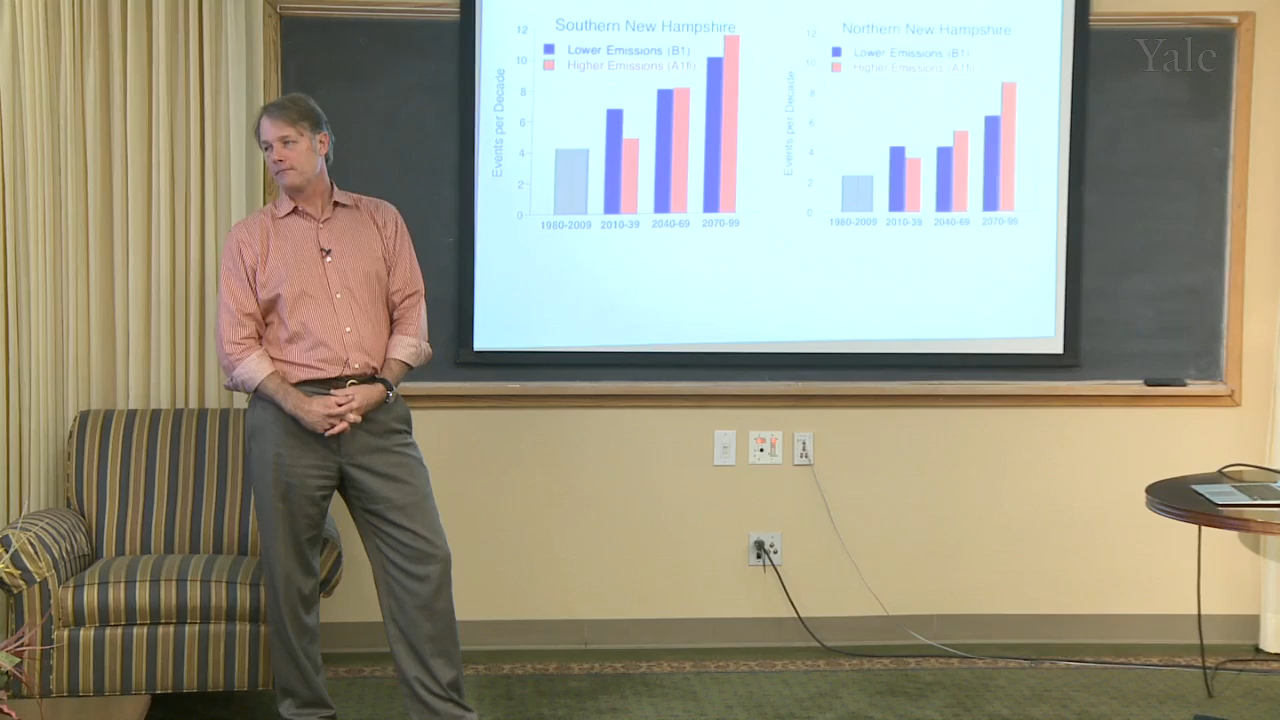 Yale
Southern New Hampshire
Lower Emissions (B1)
Higher Emissions (A1fi)
Events per Decade
12
10
8
6
4
2
0
1980-2009 2010-39 2040-69 2070-99
Northern New Hampshire
Lower Emissions (B1)
Higher Emissions (A1fi)
Events per Decade
12
10
8
6
4
2
0
1980-2009 2010-39 2040-69 2070-99